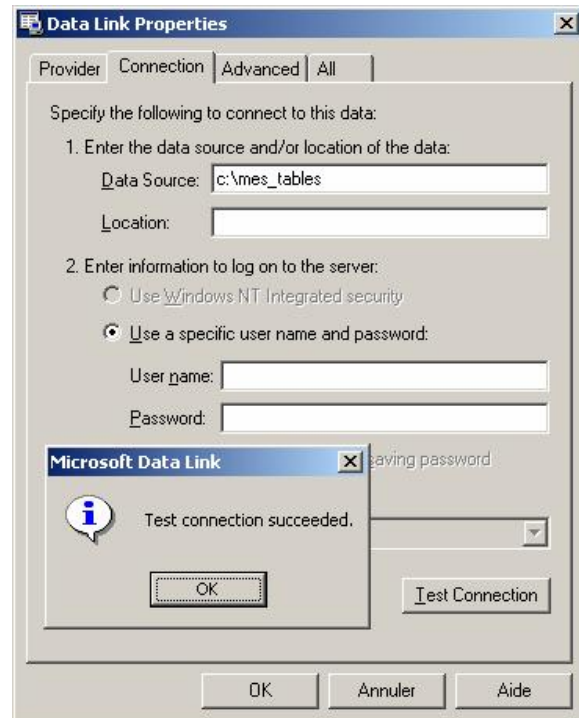 Data Link Properties
Provider Connection Advanced All
Specify the following to connect to this data:
1. Enter the data source and/or location of the data:
Data Source: c:\mes_tables
Location:
2. Enter information to log on to the server:
Use Windows NT Integrated security
Use a specific user name and password:
User name:
Password:
Microsoft Data Link
saving password
Test connection succeeded.
OK
Test Connection
OK Annuler Aide